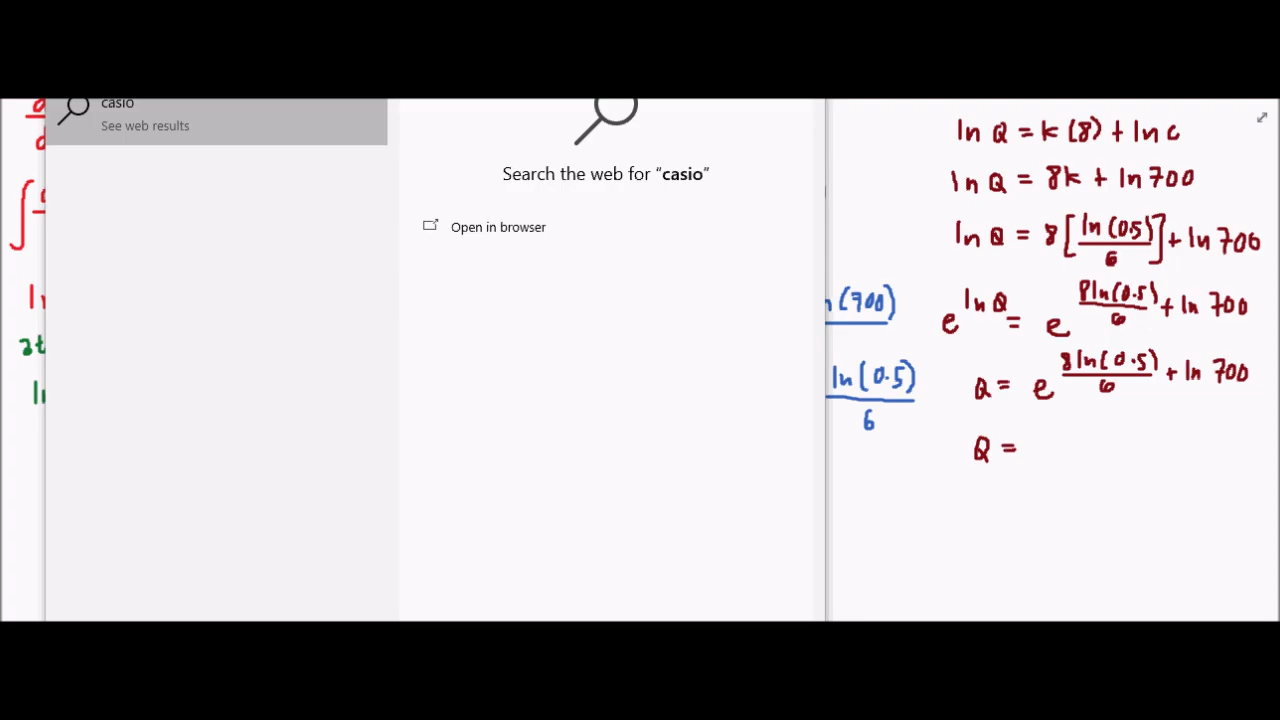 casio
See web results
Search the web for “casio”
Open in browser
ln
at
ln
(700)
ln(0.5)
6
ln Q = k(8) + ln c
ln Q = 8k + ln 700
ln Q = 8[ln(0.5)/6] + ln 700
e^ln Q = e^8ln(0.5)/6 + ln 700
Q = e^8ln(0.5)/6 + ln 700
Q =